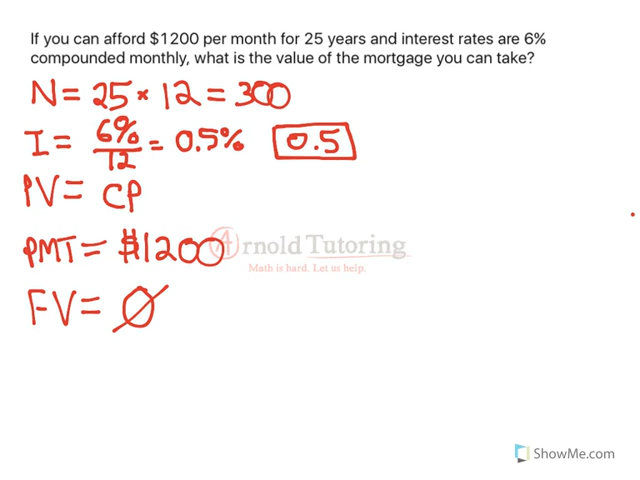 If you can afford $1200 per month for 25 years and interest rates are 6%
compounded monthly, what is the value of the mortgage you can take?
N = 25 × 12 = 300
I = 6%/12 = 0.5% 0.5
PV = CP
PMT = $1200
Arnold Tutoring
Math is hard. Let us help.
FV = Ø
ShowMe.com